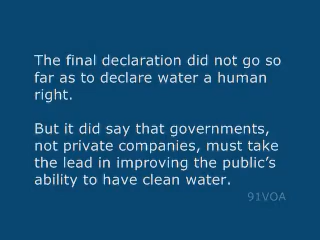 The final declaration did not go so
far as to declare water a human
right.
But it did say that governments,
not private companies, must take
the lead in improving the public's
ability to have clean water.
91VOA